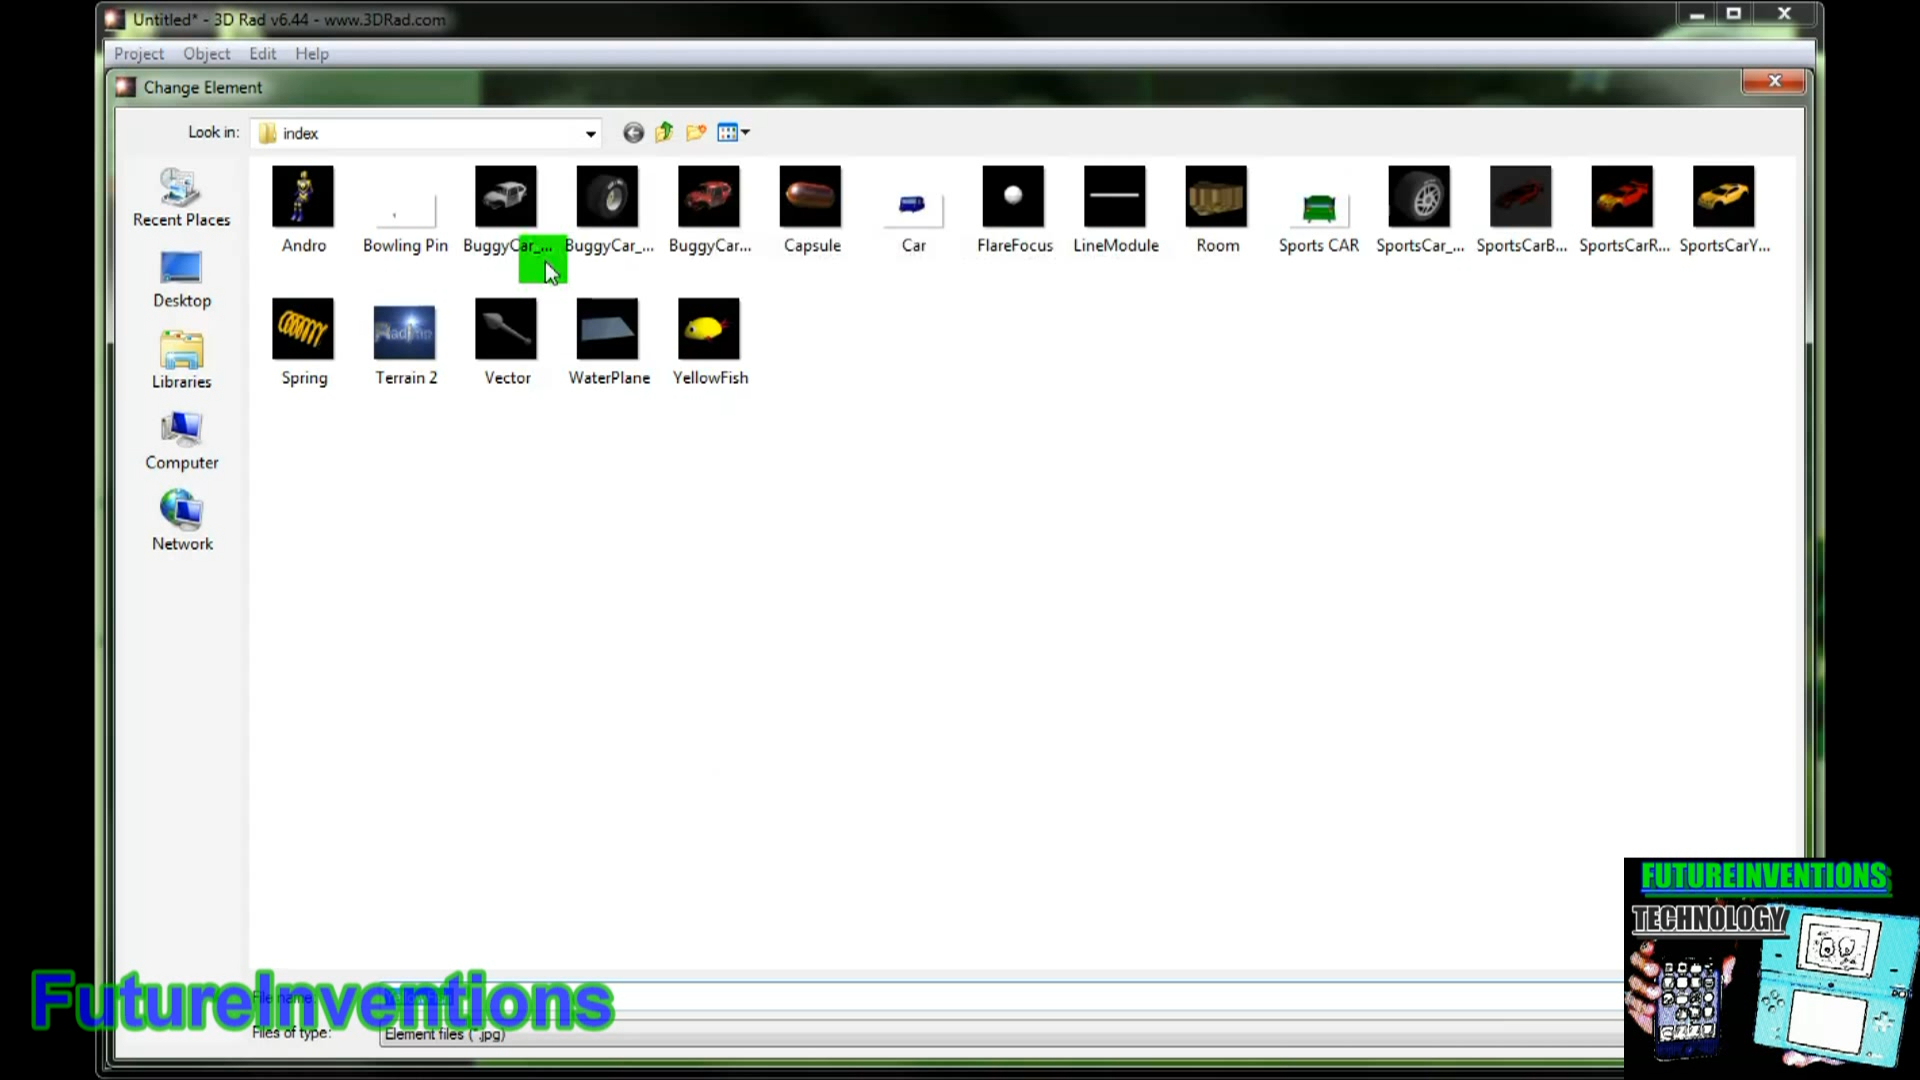 Untitled* - 3D Rad v6.44 - www.3DRad.com
Project Object Edit Help
Change Element
Look in: index
Recent Places
Desktop
Libraries
Computer
Network
Andro Bowling Pin BuggyCar_... BuggyCar_... BuggyCar... Capsule Car FlareFocus LineModule Room Sports CAR SportsCar_... SportsCarB... SportsCarR... SportsCarY...
Spring Terrain 2 Vector WaterPlane YellowFish
File name:
Files of type: Element files (*.jpg)
FutureInventions
FUTUREINVENTIONS
TECHNOLOGY